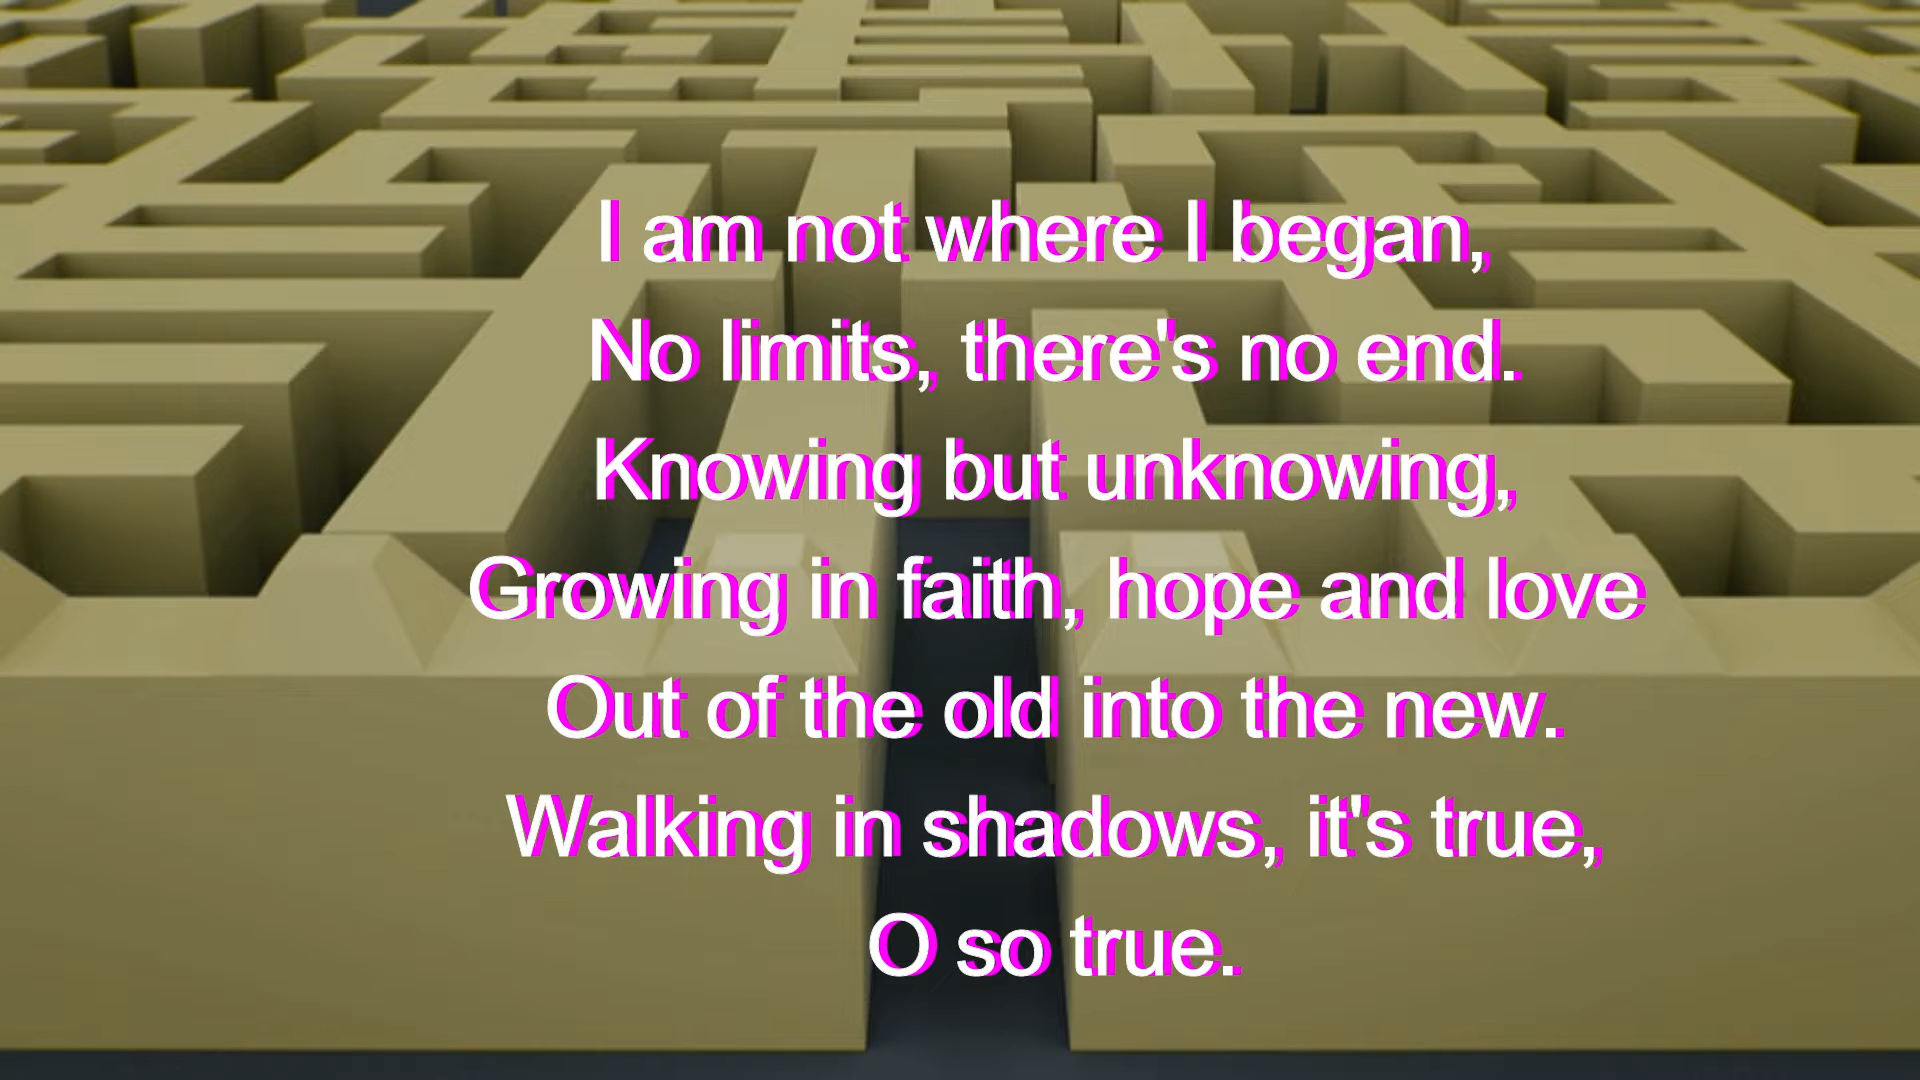 I am not where I began,
No limits, there's no end.
Knowing but unknowing,
Growing in faith, hope and love
Out of the old into the new.
Walking in shadows, it's true,
O so true.